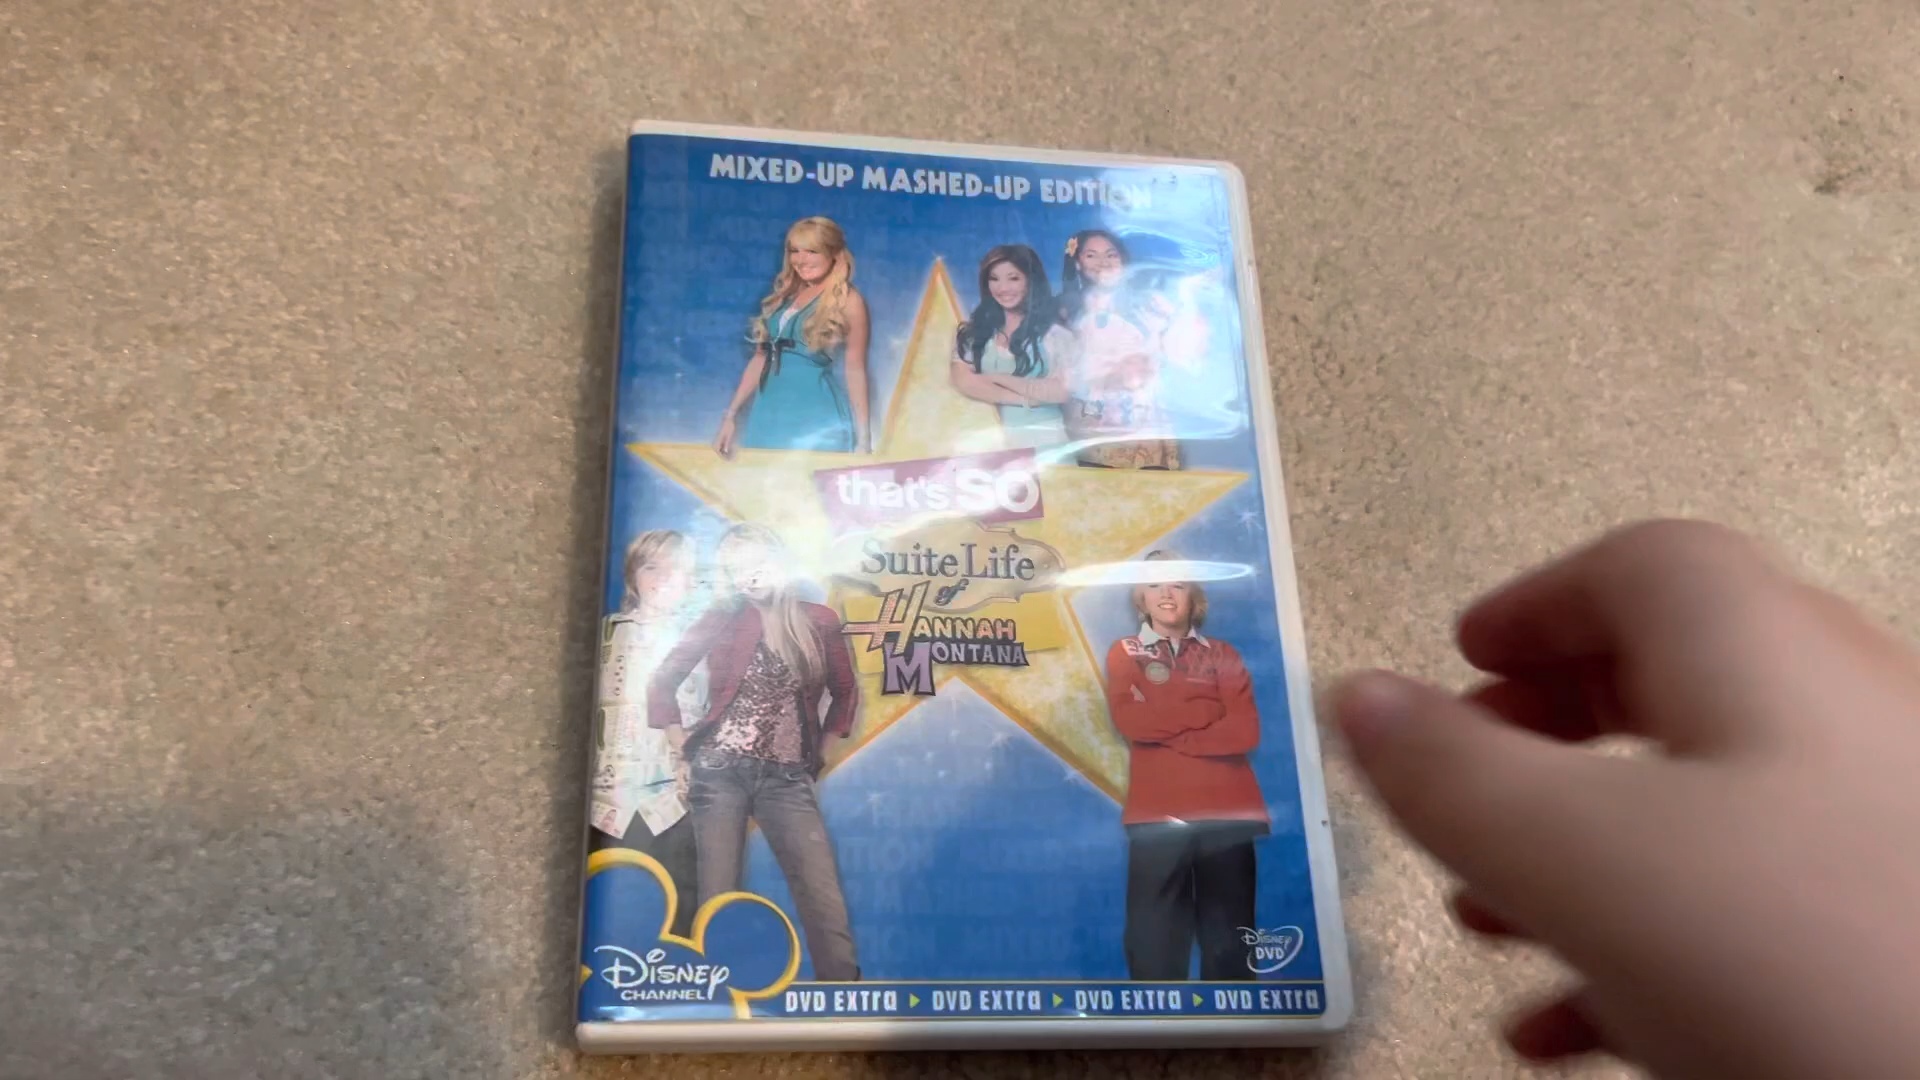 MIXED-UP MASHED-UP EDITION
that's SO
Suite Life
of
HANNAH
MONTANA
DISNEY
CHANNEL
DISNEY
DVD
DVD EXTRA DVD EXTRA DVD EXTRA DVD EXTRA